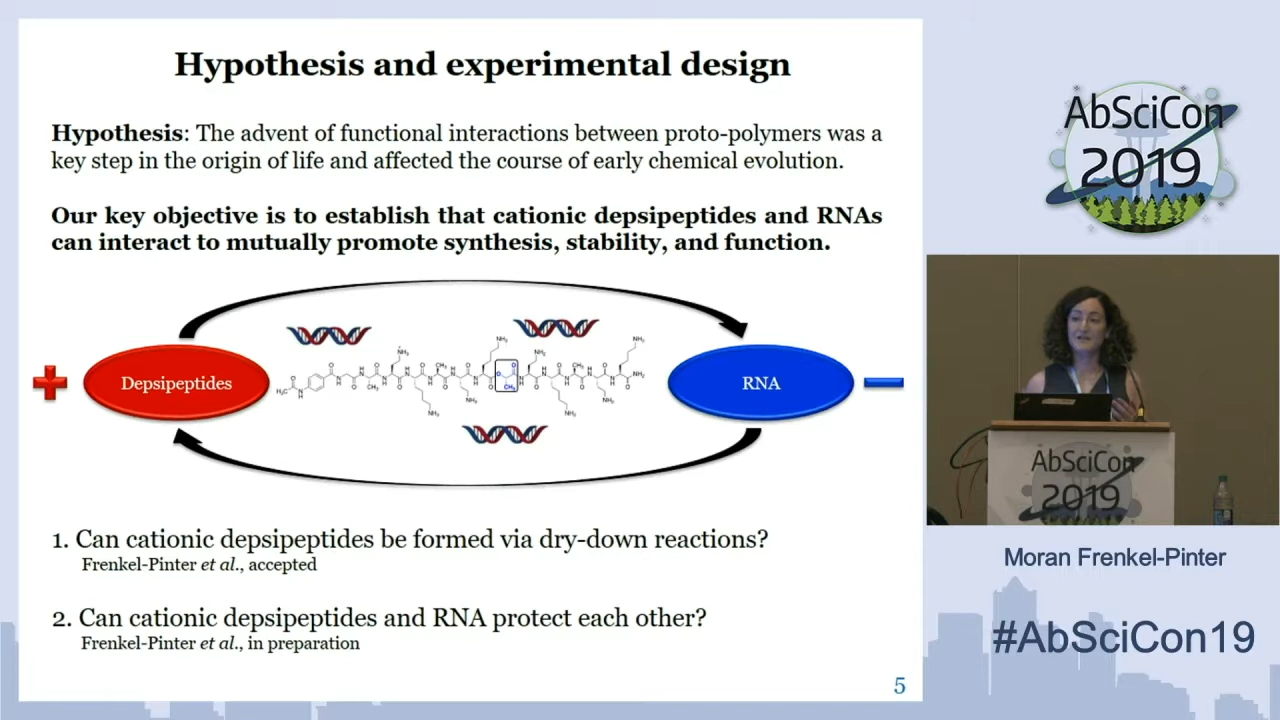 Hypothesis and experimental design
Hypothesis: The advent of functional interactions between proto-polymers was a
key step in the origin of life and affected the course of early chemical evolution.
Our key objective is to establish that cationic depsipeptides and RNAs
can interact to mutually promote synthesis, stability, and function.
Depsipeptides
RNA
1. Can cationic depsipeptides be formed via dry-down reactions?
Frenkel-Pinter et al., accepted
2. Can cationic depsipeptides and RNA protect each other?
Frenkel-Pinter et al., in preparation
5
AbSciCon
2019
AbSciCon
2019
Moran Frenkel-Pinter
#AbSciCon19